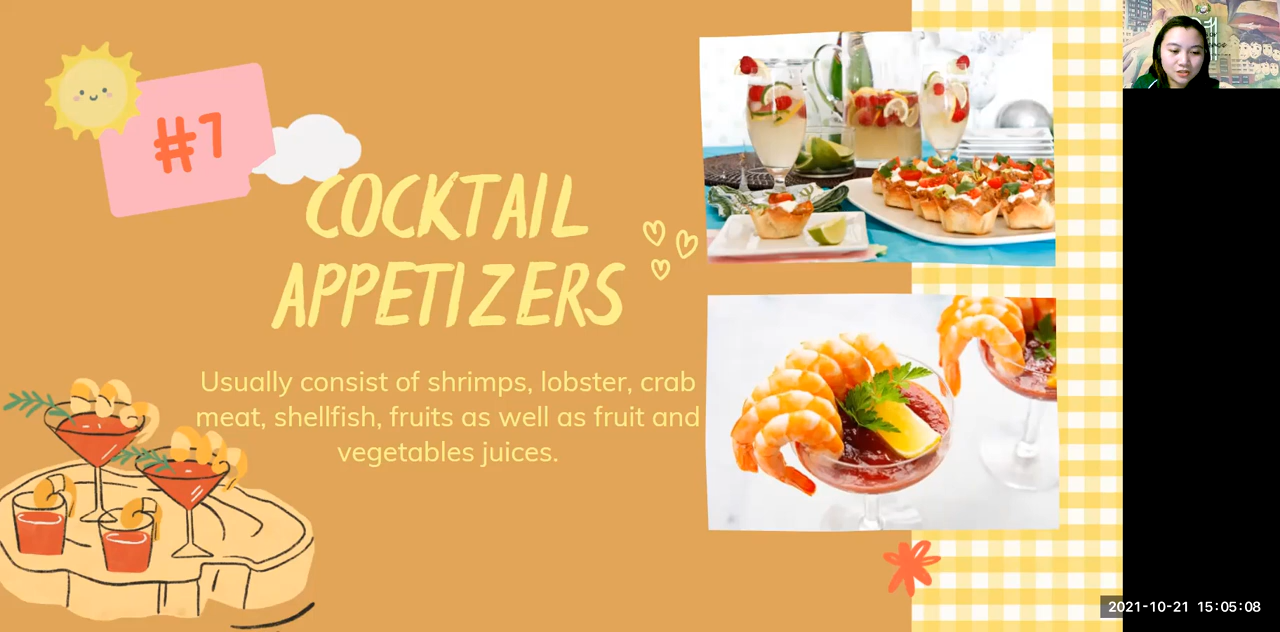 #7
COCKTAIL
APPETIZERS
Usually consist of shrimps, lobster, crab
meat, shellfish, fruits as well as fruit and
vegetables juices.
2021-10-21 15:05:08